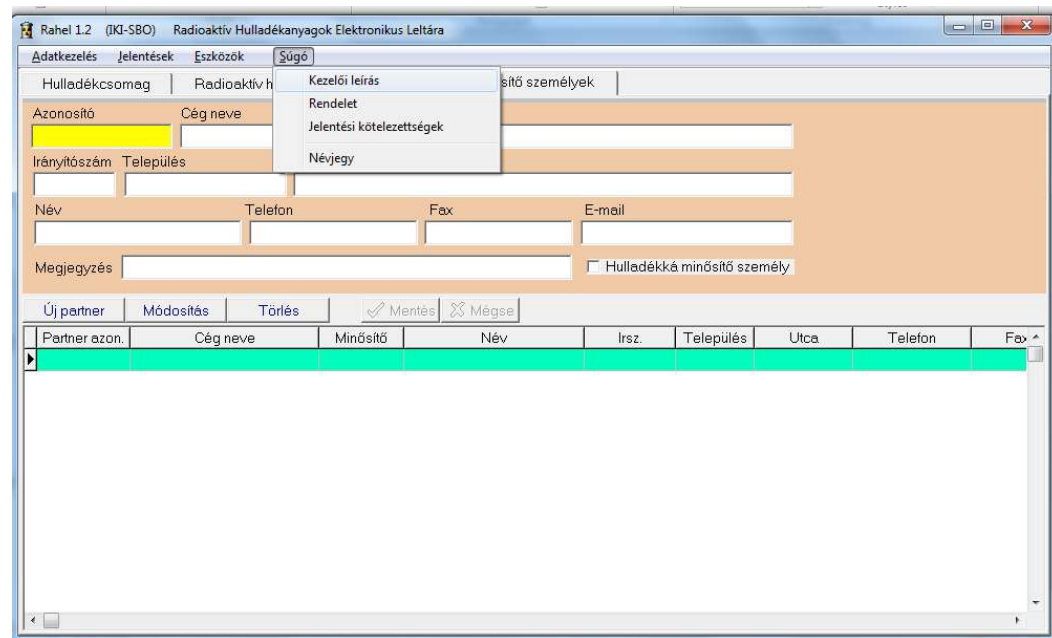 Rahel 1.2 (IKI-SBO) Radioaktív Hulladékanyagok Elektronikus Leltára
Adatkezelés Jelentések Eszközök Súgó
Hulladékcsomag Radioaktív h sítő személyek
Kezelői leírás
Rendelet
Jelentési kötelezettségek
Névjegy
Azonosító Cég neve
Irányítószám Település
Név Telefon Fax E-mail
Megjegyzés Hulladékká minősítő személy
Új partner Módosítás Törlés Mentés Mégse
Partner azon. Cég neve Minősítő Név Irsz. Település Utca Telefon Fax